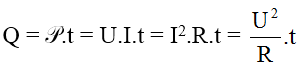 Q = 𝒫.t = U.I.t = I².R.t = U²/R .t